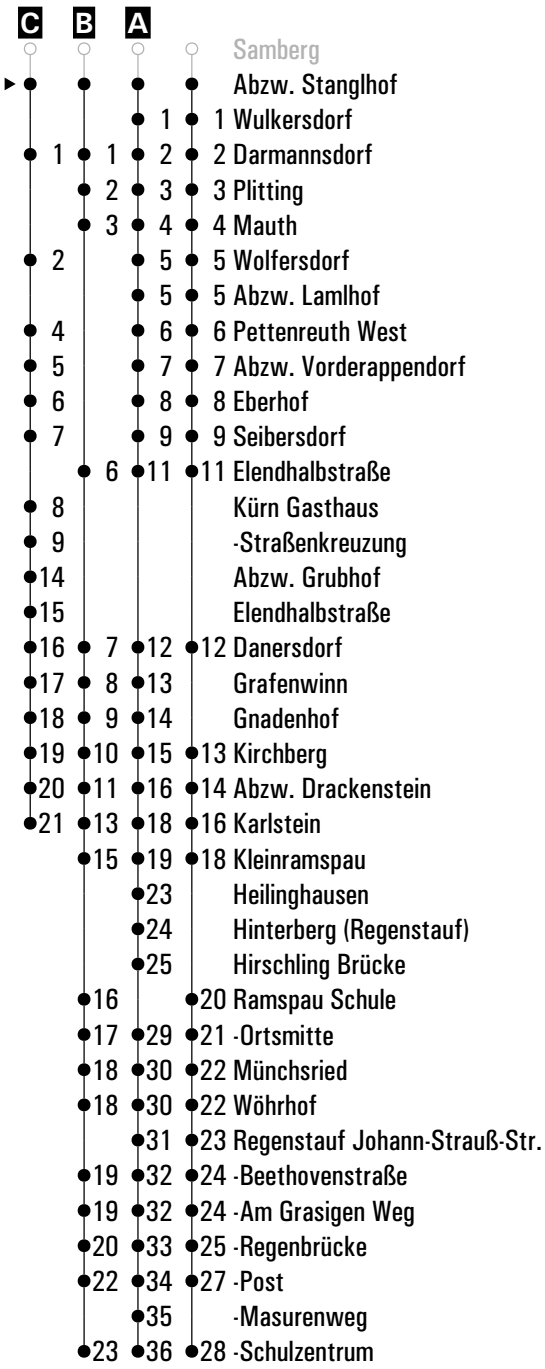 C B A
Samberg
Abzw. Stanglhof
1 1 Wulkersdorf
1 1 2 2 Darmannsdorf
2 3 3 Plitting
3 4 4 Mauth
2 5 5 Wolfersdorf
5 5 Abzw. Lamlhof
4 6 6 Pettenreuth West
5 7 7 Abzw. Vorderappendorf
6 8 8 Eberhof
7 9 9 Seibersdorf
6 11 11 Elendhalbstraße
8 Kürn Gasthaus
9 -Straßenkreuzung
14 Abzw. Grubhof
15 Elendhalbstraße
16 7 12 12 Danersdorf
17 8 13 Grafenwinn
18 9 14 Gnadenhof
19 10 15 13 Kirchberg
20 11 16 14 Abzw. Drackenstein
21 13 18 16 Karlstein
15 19 18 Kleinramspau
23 Heilinghausen
24 Hinterberg (Regenstauf)
25 Hirschling Brücke
16 20 Ramspau Schule
17 29 21 -Ortsmitte
18 30 22 Münchsried
18 30 22 Wöhrhof
31 23 Regenstauf Johann-Strauß-Str.
19 32 24 -Beethovenstraße
19 32 24 -Am Grasigen Weg
20 33 25 -Regenbrücke
22 34 27 -Post
35 -Masurenweg
23 36 28 -Schulzentrum